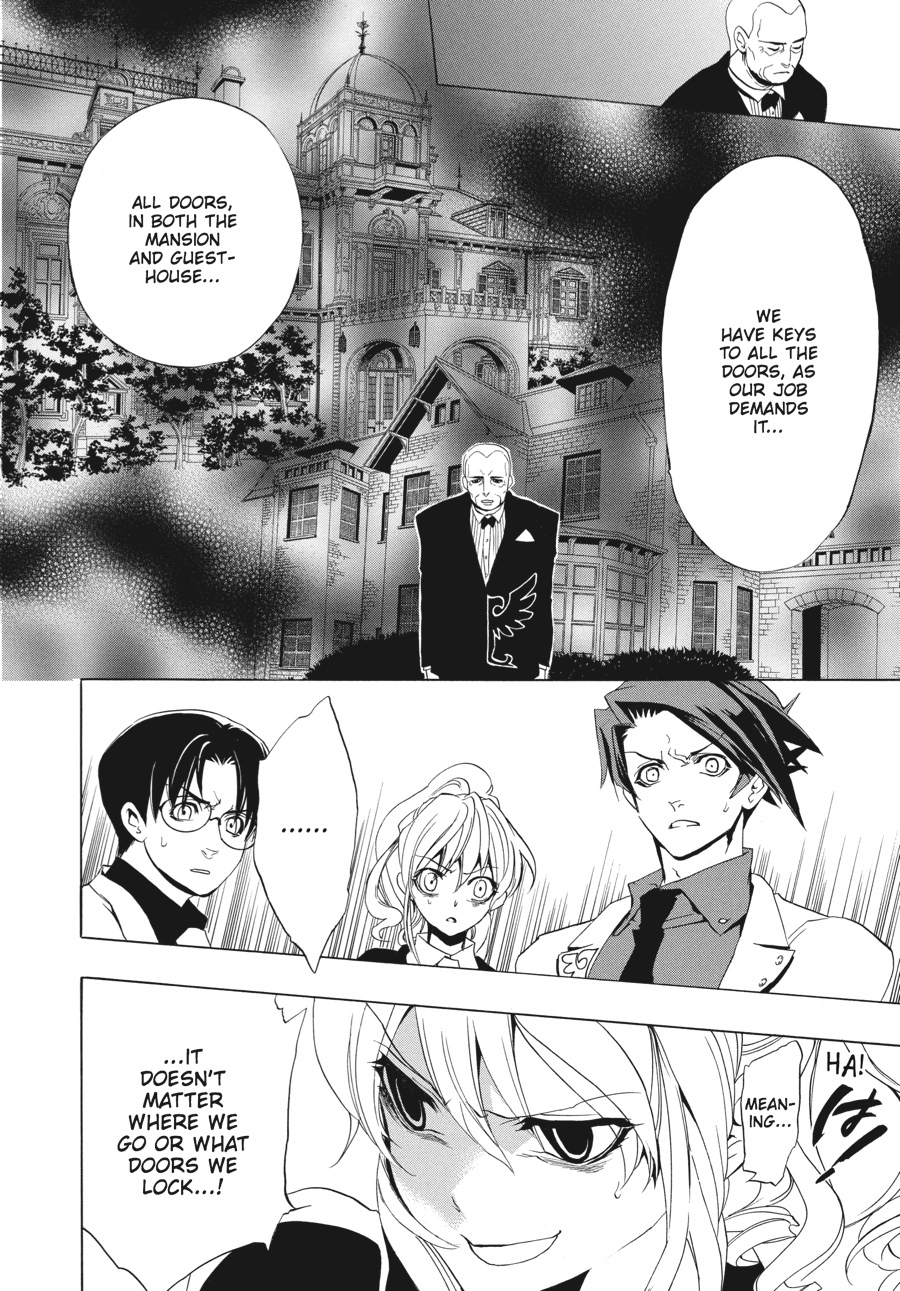 WE
HAVE KEYS
TO ALL THE
DOORS, AS
OUR JOB
DEMANDS
IT...
ALL DOORS,
IN BOTH THE
MANSION
AND GUEST-
HOUSE...
......
HA!
は!
MEAN-
ING...
...IT
DOESN'T
MATTER
WHERE WE
GO OR WHAT
DOORS WE
LOCK...!